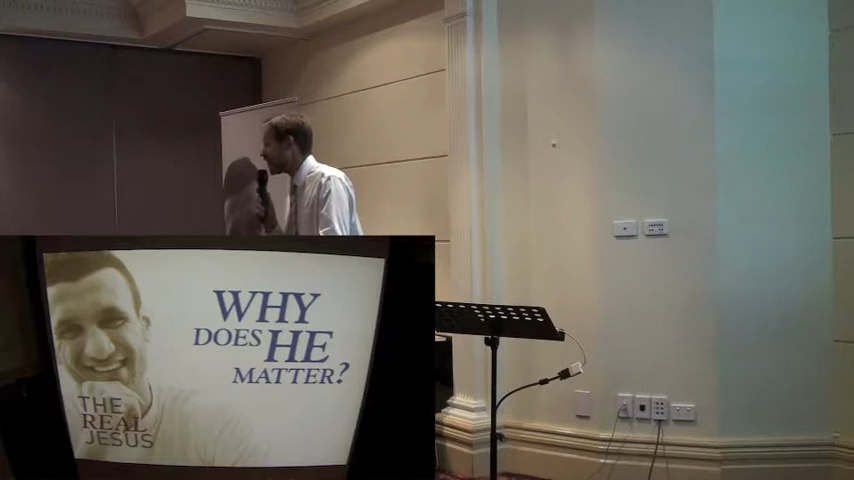 WHY
DOES HE
MATTER?
THE
REAL
JESUS